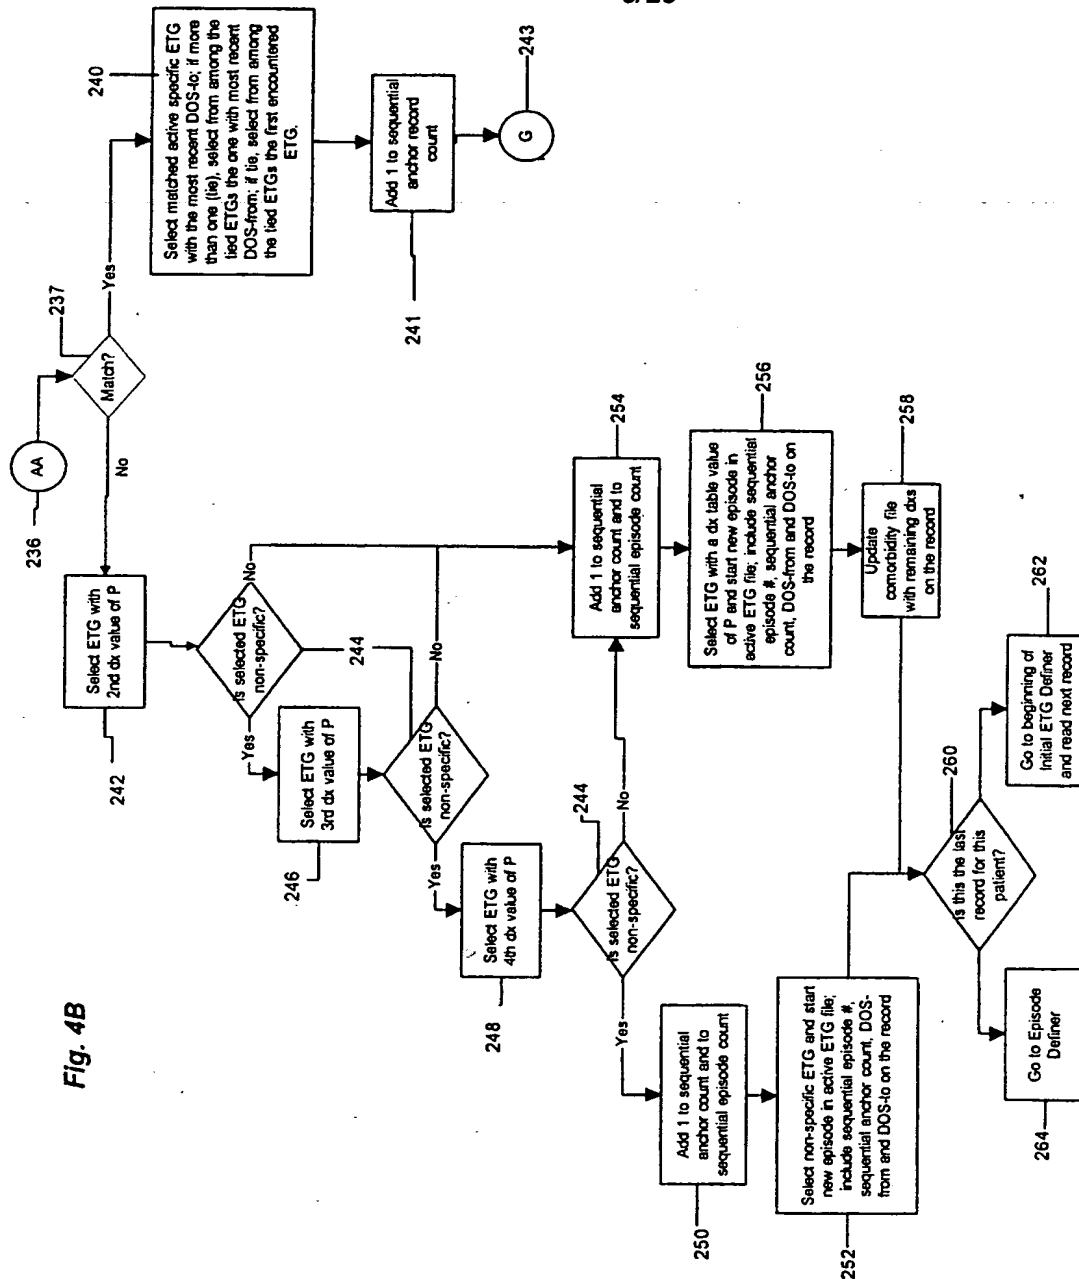 Fig. 4B
236
AA
237
Match?
Yes
No
240
Select matched active specific ETG
with the most recent DOS-to; if more
than one (tie), select from among the
tied ETGs the one with most recent
DOS-from; if tie, select from among
the tied ETGs the first encountered
ETG.
241
Add 1 to sequential
anchor record
count
G
243
242
Select ETG with
2nd dx value of P
Is selected ETG
non-specific?
No
Yes
244
246
Select ETG with
3rd dx value of P
Is selected ETG
non-specific?
No
Yes
248
Select ETG with
4th dx value of P
244
Is selected ETG
non-specific?
No
Yes
254
Add 1 to sequential
anchor count and to
sequential episode count
256
Select ETG with a dx table value
of P and start new episode in
active ETG file; include sequential
episode #, sequential anchor
count, DOS-from and DOS-to on
the record
258
Update
comorbidity file
with remaining dxs
on the record
250
Add 1 to sequential
anchor count and to
sequential episode count
252
Select non-specific ETG and start
new episode in active ETG file;
include sequential episode #,
sequential anchor count, DOS-
from and DOS-to on the record
260
Is this the last
record for this
patient?
262
Go to beginning of
Initial ETG Definer
and read next record
264
Go to Episode
Definer